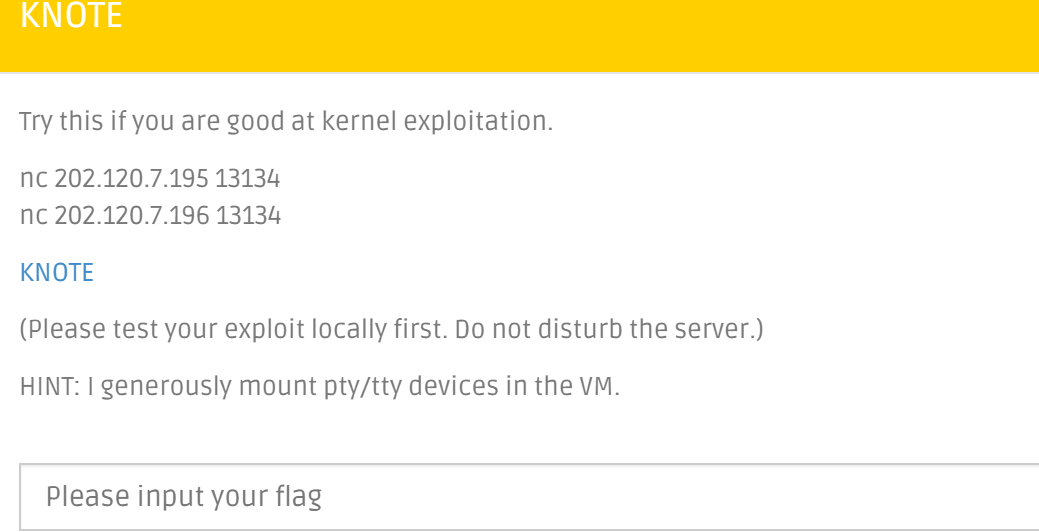 KNOTE
Try this if you are good at kernel exploitation.
nc 202.120.7.195 13134
nc 202.120.7.196 13134
KNOTE
(Please test your exploit locally first. Do not disturb the server.)
HINT: I generously mount pty/tty devices in the VM.
Please input your flag